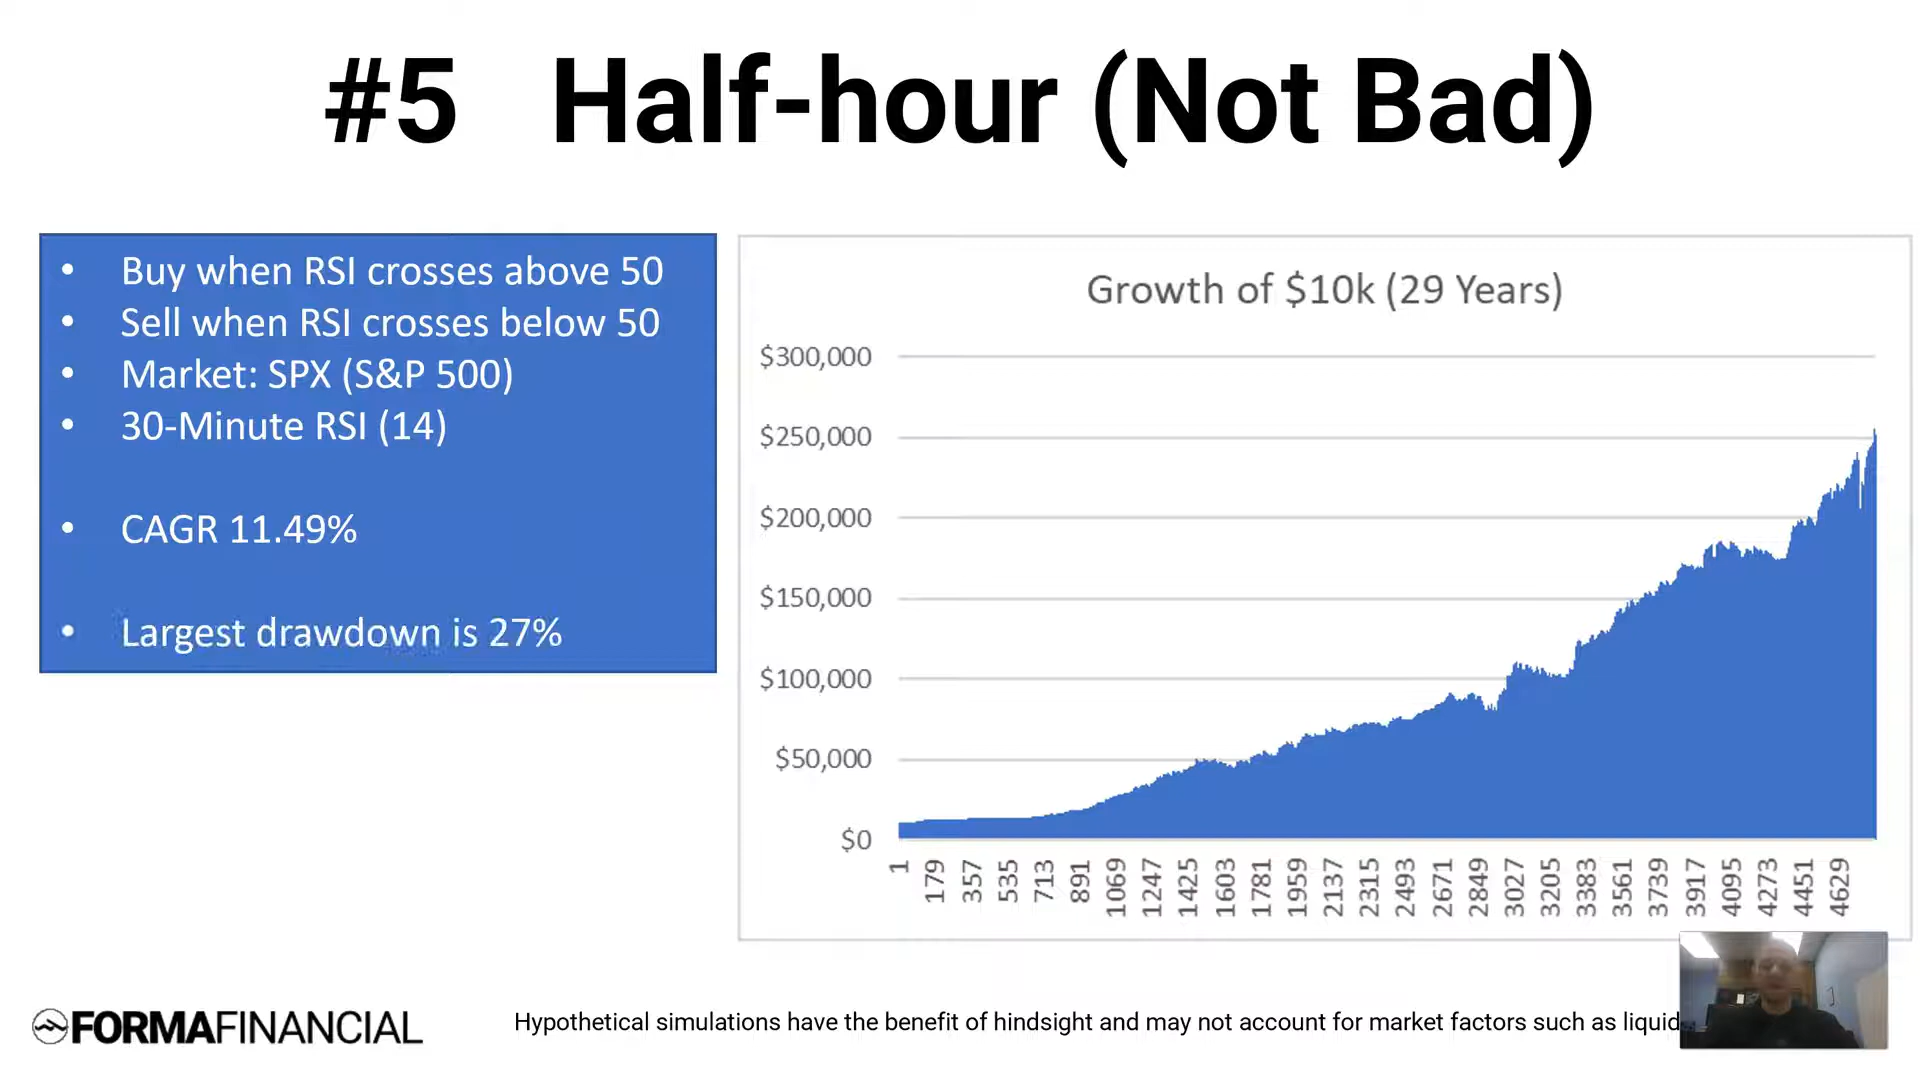 #5 Half-hour (Not Bad)
• Buy when RSI crosses above 50
• Sell when RSI crosses below 50
• Market: SPX (S&P 500)
• 30-Minute RSI (14)
• CAGR 11.49%
• Largest drawdown is 27%
Growth of $10k (29 Years)
$300,000
$250,000
$200,000
$150,000
$100,000
$50,000
$0
1 179 357 535 713 891 1069 1247 1425 1603 1781 1959 2137 2315 2493 2671 2849 3027 3205 3383 3561 3739 3917 4095 4273 4451 4629
FORMAFINANCIAL
Hypothetical simulations have the benefit of hindsight and may not account for market factors such as liquid